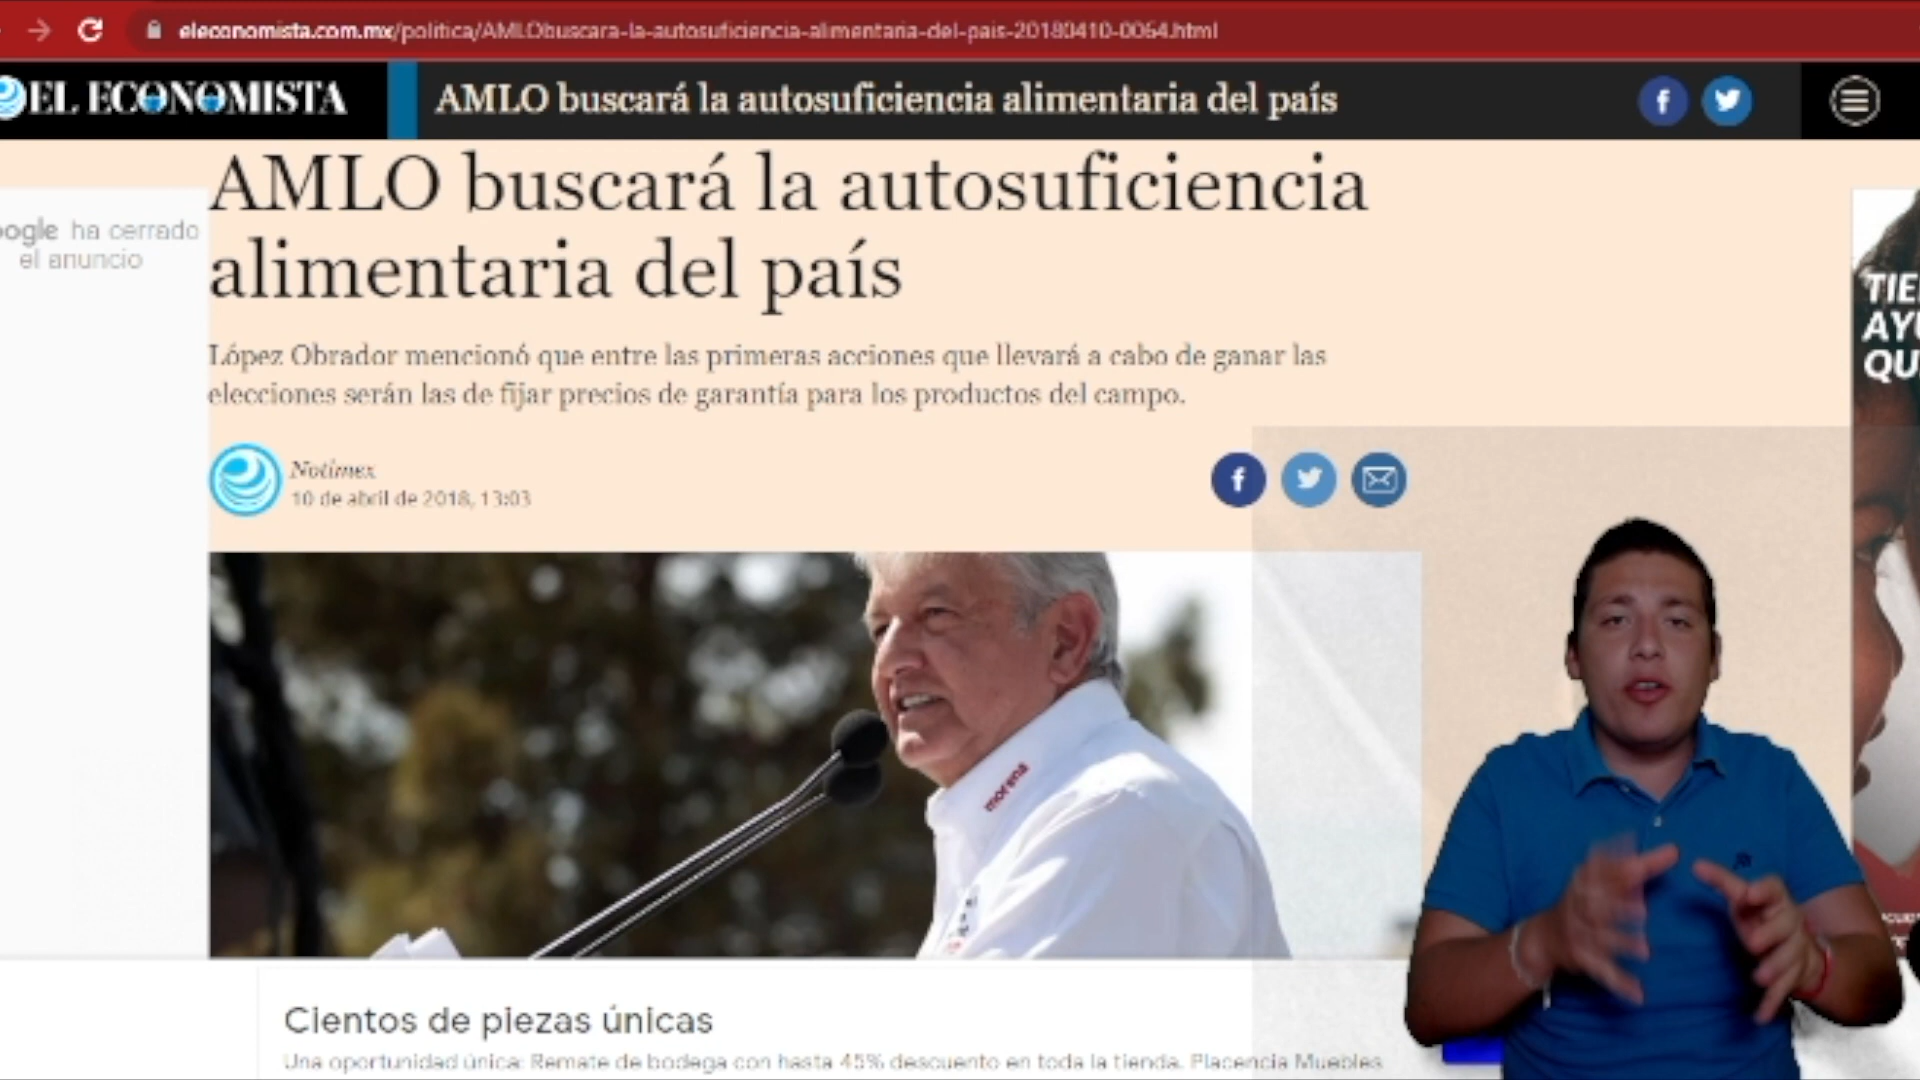 eleconomista.com.mx/politica/AMLObuscara-la-autosuficiencia-alimentaria-del-pais-20180410-0064.html
EL ECONOMISTA
AMLO buscará la autosuficiencia alimentaria del país
f
AMLO buscará la autosuficiencia
alimentaria del país
ha cerrado
el anuncio
López Obrador mencionó que entre las primeras acciones que llevará a cabo de ganar las
elecciones serán las de fijar precios de garantía para los productos del campo.
Notimex
10 de abril de 2018, 13:03
f
TIE
AYU
QU
morena
Cientos de piezas únicas
Una oportunidad única: Remate de bodega con hasta 45% descuento en toda la tienda. Placencia Muebles